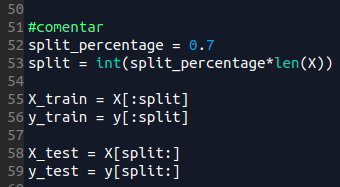 50
51 #comentar
52 split_percentage = 0.7
53 split = int(split_percentage*len(X))
54
55 X_train = X[:split]
56 y_train = y[:split]
57
58 X_test = X[split:]
59 y_test = y[split:]